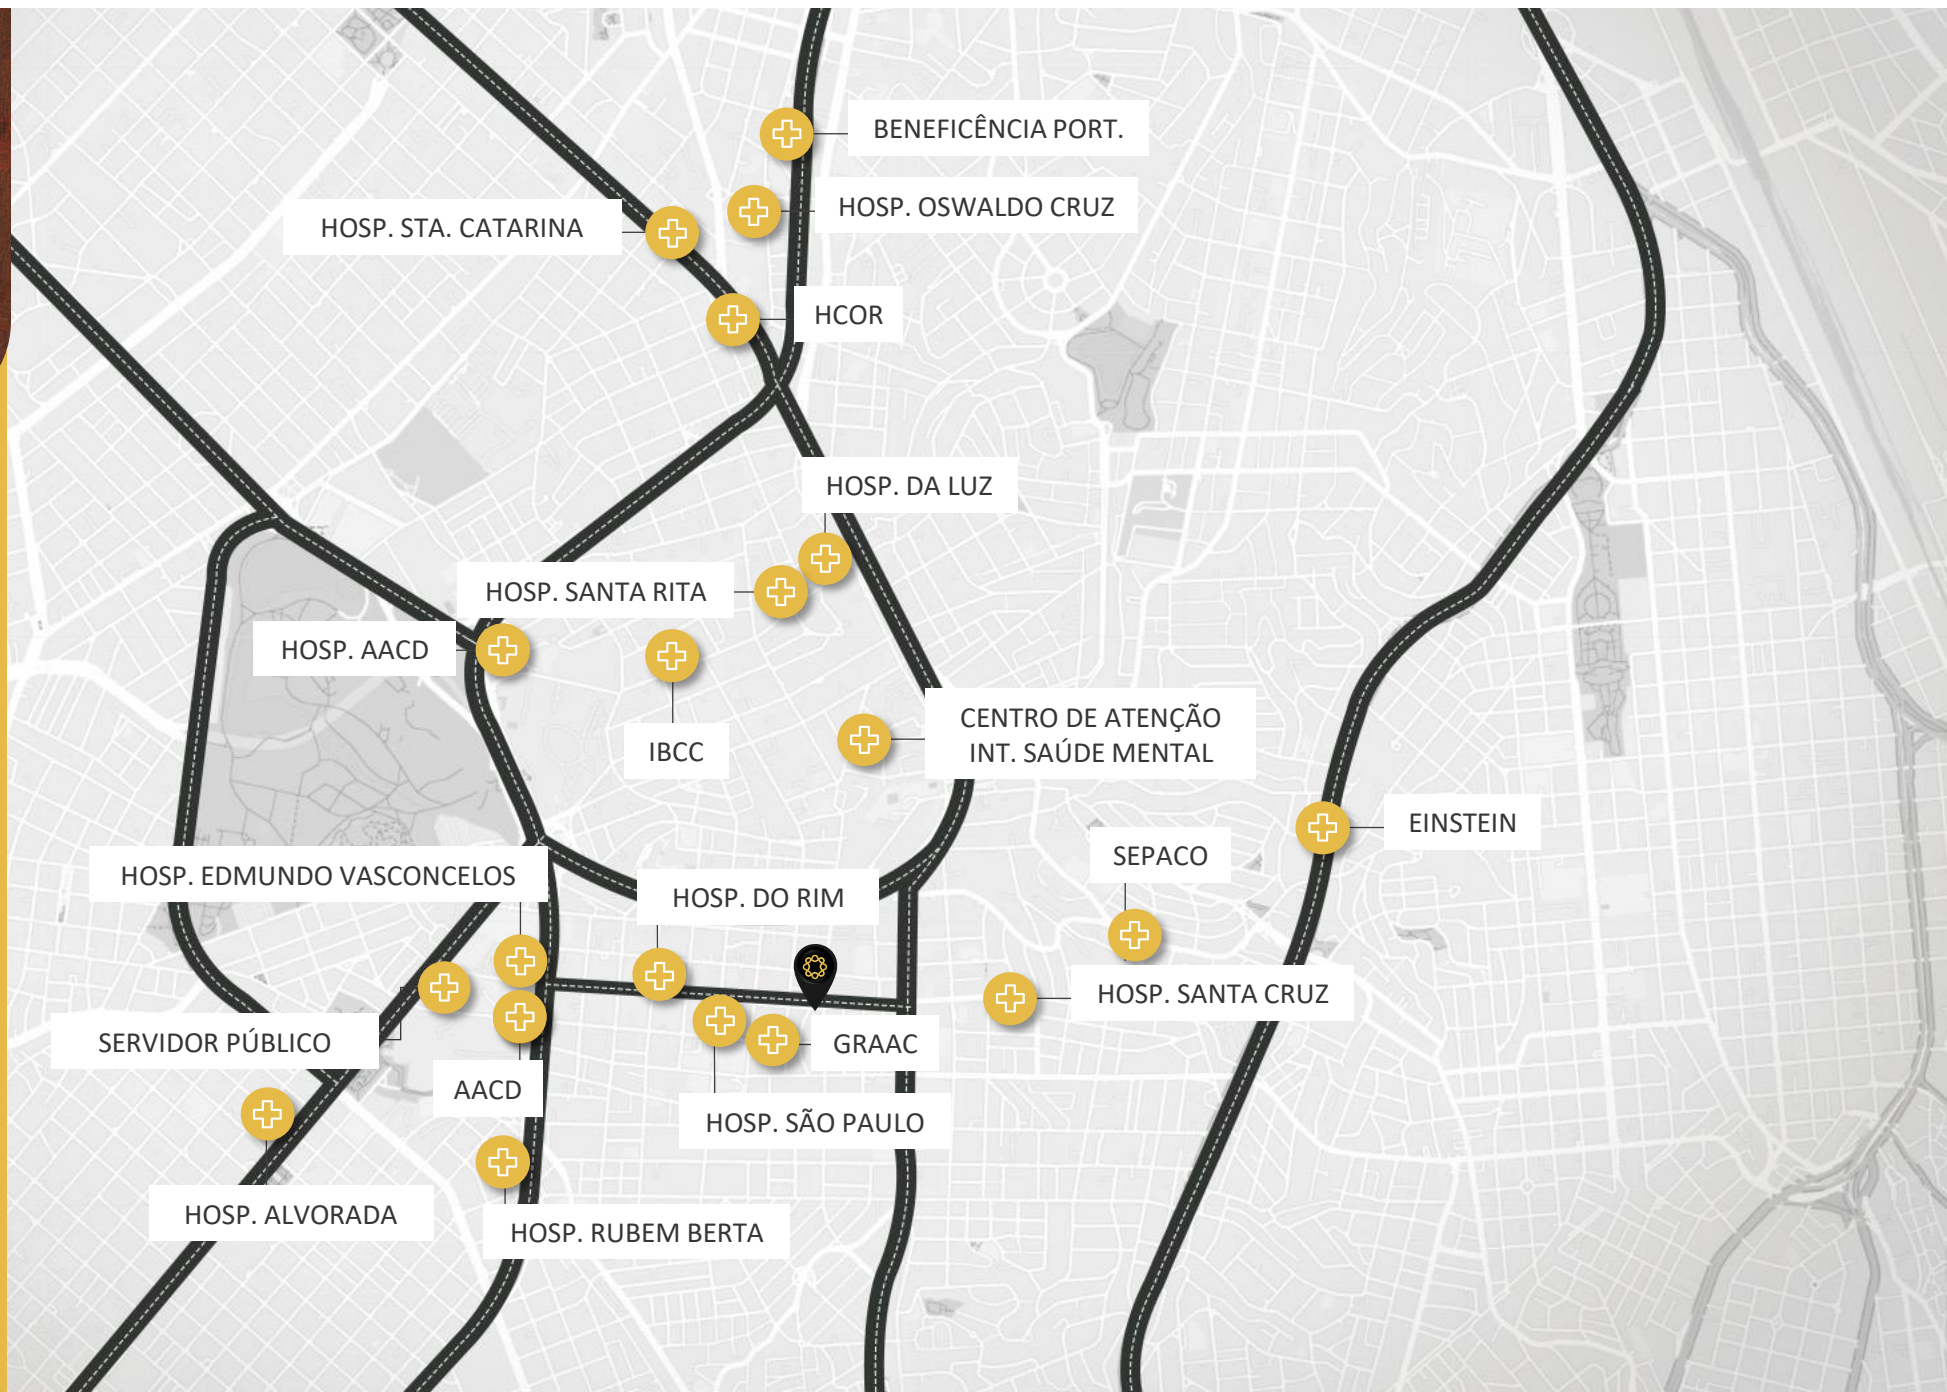 BENEFICÊNCIA PORT.
HOSP. OSWALDO CRUZ
HOSP. STA. CATARINA
HCOR
HOSP. DA LUZ
HOSP. SANTA RITA
HOSP. AACD
CENTRO DE ATENÇÃO
INT. SAÚDE MENTAL
IBCC
EINSTEIN
SEPACO
HOSP. EDMUNDO VASCONCELOS
HOSP. DO RIM
HOSP. SANTA CRUZ
SERVIDOR PÚBLICO
GRAAC
AACD
HOSP. SÃO PAULO
HOSP. ALVORADA
HOSP. RUBEM BERTA